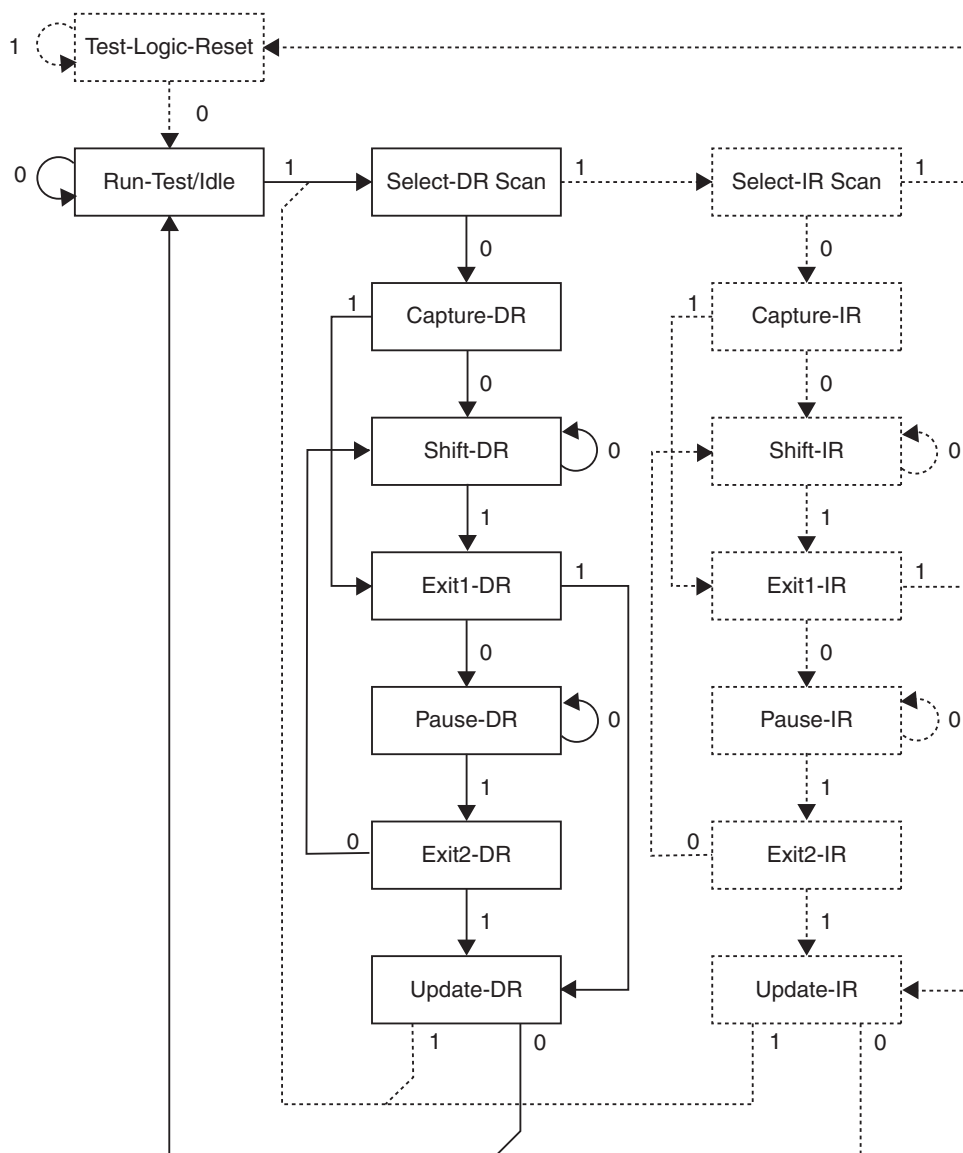 1 Test-Logic-Reset
0
0 Run-Test/Idle 1 Select-DR Scan 1 Select-IR Scan 1
0 0
1 Capture-DR 1 Capture-IR
0 0
Shift-DR 0 Shift-IR 0
1 1
Exit1-DR 1 Exit1-IR 1
0 0
Pause-DR 0 Pause-IR 0
1 1
0 Exit2-DR 0 Exit2-IR
1 1
Update-DR Update-IR
1 0 1 0